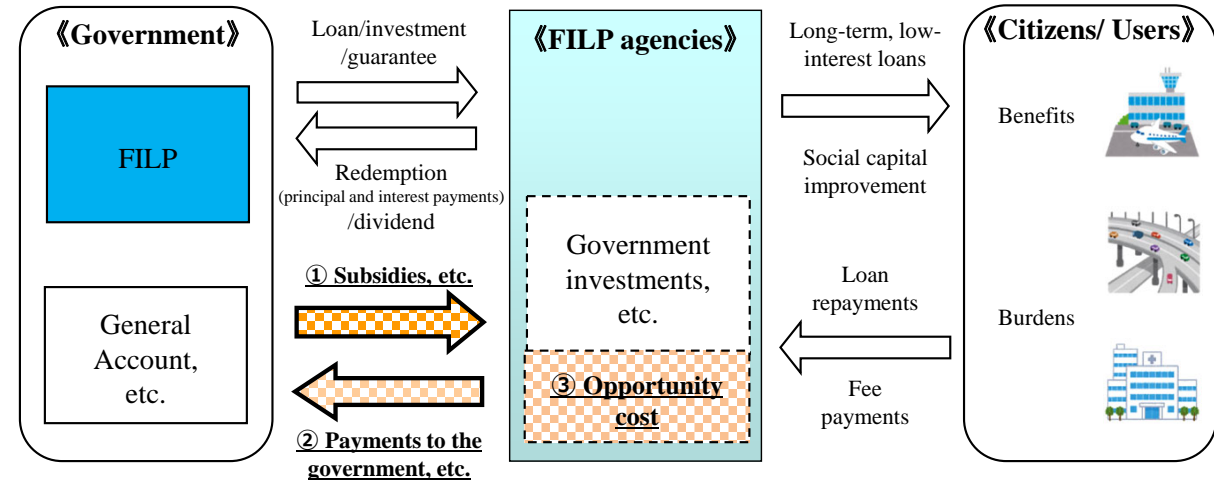 《Government》
FILP
General
Account,
etc.
Loan/investment
/guarantee
Redemption
(principal and interest payments)
/dividend
① Subsidies, etc.
② Payments to the
government, etc.
《FILP agencies》
Government
investments,
etc.
③ Opportunity
cost
Long-term, low-
interest loans
Social capital
improvement
Loan
repayments
Fee
payments
《Citizens/ Users》
Benefits
Burdens